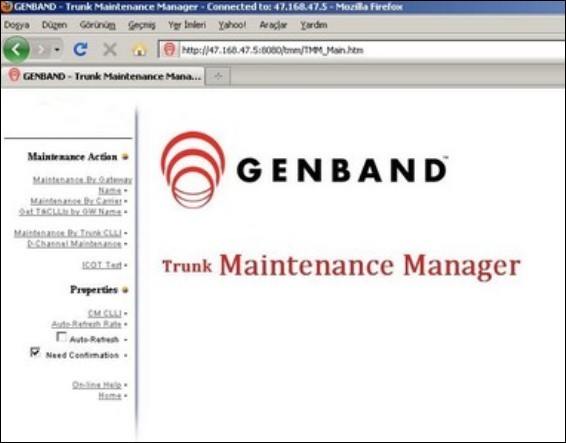 GENBAND - Trunk Maintenance Manager - Connected to: 47.168.47.5 - Mozilla Firefox
Dosya Düzen Görünüm Geçmiş Yer İmleri Yahoo! Araçlar Yardım
http://47.168.47.5:8080/tmm/TMM_Main.htm
GENBAND - Trunk Maintenance Mana...
Maintenance Action
Maintenance By Gateway
Name
Maintenance By Carrier
Get TkCLLIs by GW Name
Maintenance By Trunk CLLI
D-Channel Maintenance
ICOT Test
Properties
CM CLLI
Auto-Refresh Rate
Auto-Refresh
Need Confirmation
On-line Help
Home
GENBAND™
Trunk Maintenance Manager